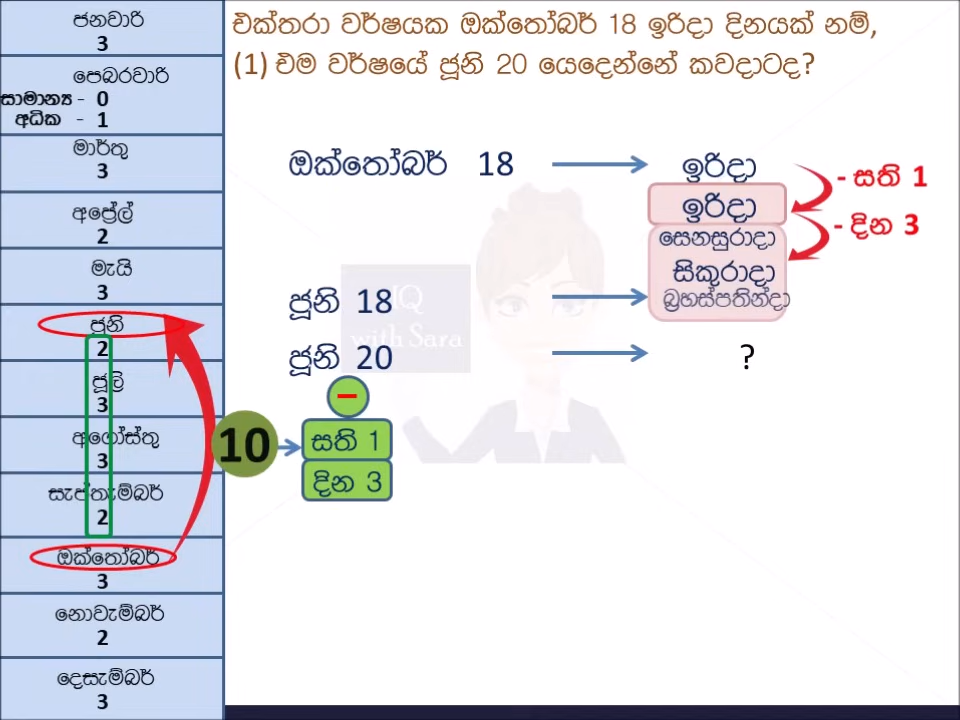 ජනවාරි
3
පෙබරවාරි
සාමාන්‍ය - 0
අධික - 1
මාර්තු
3
අප්‍රේල්
2
මැයි
3
ජූනි
2
ජූලි
3
අගෝස්තු
3
සැප්තැම්බර්
2
ඔක්තෝබර්
3
නොවැම්බර්
2
දෙසැම්බර්
3
එක්තරා වර්ෂයක ඔක්තෝබර් 18 ඉරිදා දිනයක් නම්,
(1) එම වර්ෂයේ ජූනි 20 යෙදෙන්නේ කවදාටද?
ඔක්තෝබර් 18 ඉරිදා
- සති 1
ඉරිදා
- දින 3
සෙනසුරාදා
සිකුරාදා
ජූනි 18 බ්‍රහස්පතින්දා
IQ
with Sara
ජූනි 20 ?
–
10 සති 1
දින 3